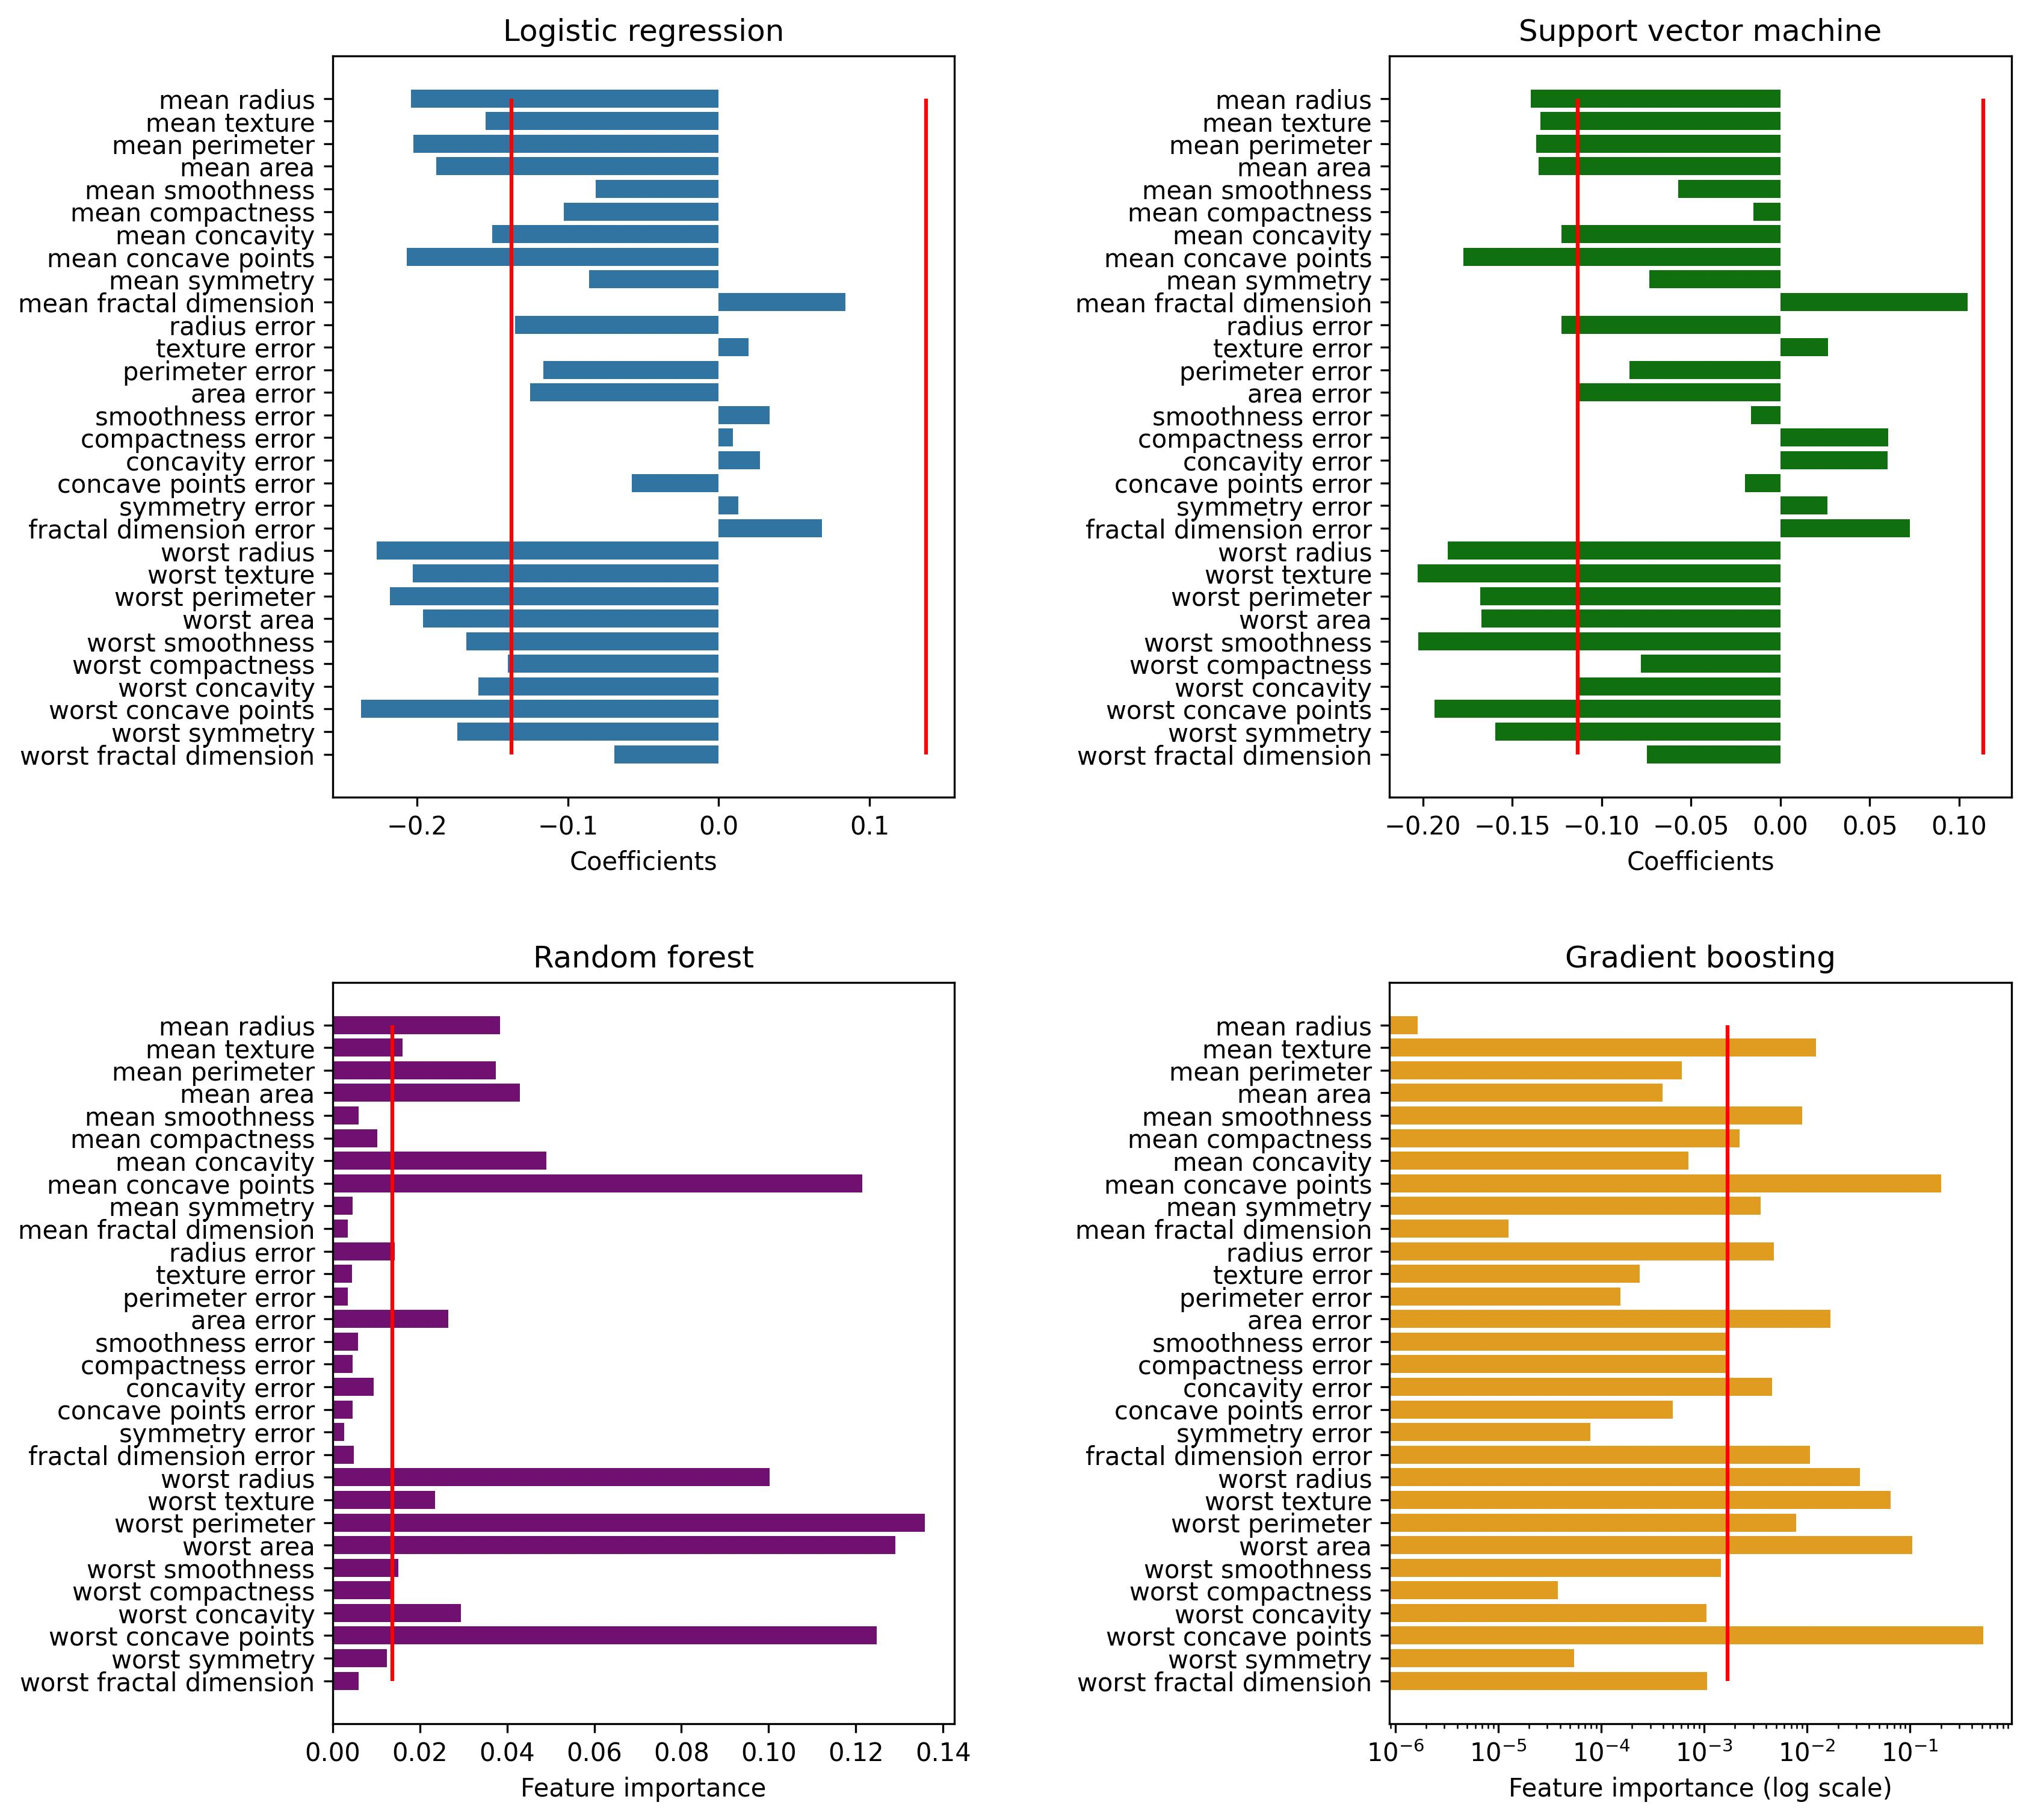 Logistic regression
mean radius
mean texture
mean perimeter
mean area
mean smoothness
mean compactness
mean concavity
mean concave points
mean symmetry
mean fractal dimension
radius error
texture error
perimeter error
area error
smoothness error
compactness error
concavity error
concave points error
symmetry error
fractal dimension error
worst radius
worst texture
worst perimeter
worst area
worst smoothness
worst compactness
worst concavity
worst concave points
worst symmetry
worst fractal dimension
−0.2 −0.1 0.0 0.1
Coefficients
Support vector machine
mean radius
mean texture
mean perimeter
mean area
mean smoothness
mean compactness
mean concavity
mean concave points
mean symmetry
mean fractal dimension
radius error
texture error
perimeter error
area error
smoothness error
compactness error
concavity error
concave points error
symmetry error
fractal dimension error
worst radius
worst texture
worst perimeter
worst area
worst smoothness
worst compactness
worst concavity
worst concave points
worst symmetry
worst fractal dimension
−0.20 −0.15 −0.10 −0.05 0.00 0.05 0.10
Coefficients
Random forest
mean radius
mean texture
mean perimeter
mean area
mean smoothness
mean compactness
mean concavity
mean concave points
mean symmetry
mean fractal dimension
radius error
texture error
perimeter error
area error
smoothness error
compactness error
concavity error
concave points error
symmetry error
fractal dimension error
worst radius
worst texture
worst perimeter
worst area
worst smoothness
worst compactness
worst concavity
worst concave points
worst symmetry
worst fractal dimension
0.00 0.02 0.04 0.06 0.08 0.10 0.12 0.14
Feature importance
Gradient boosting
mean radius
mean texture
mean perimeter
mean area
mean smoothness
mean compactness
mean concavity
mean concave points
mean symmetry
mean fractal dimension
radius error
texture error
perimeter error
area error
smoothness error
compactness error
concavity error
concave points error
symmetry error
fractal dimension error
worst radius
worst texture
worst perimeter
worst area
worst smoothness
worst compactness
worst concavity
worst concave points
worst symmetry
worst fractal dimension
10⁻⁶ 10⁻⁵ 10⁻⁴ 10⁻³ 10⁻² 10⁻¹
Feature importance (log scale)